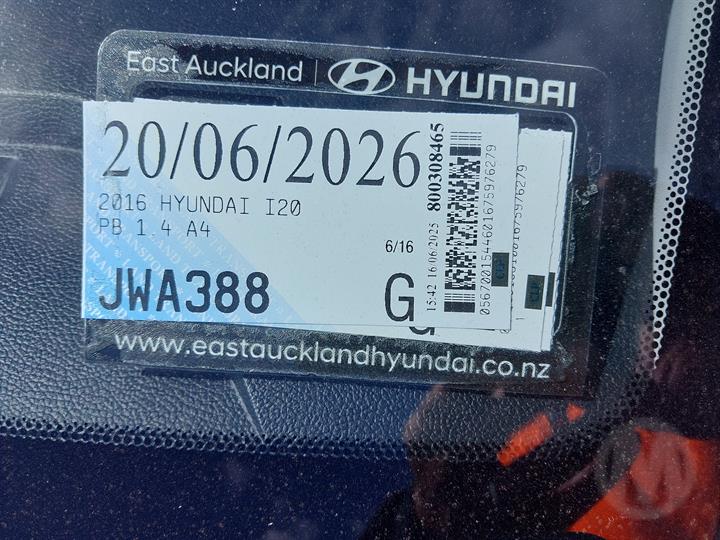 East Auckland | HYUNDAI
20/06/2026
2016 HYUNDAI I20
PB 1.4 A4
6/16
JWA388
G
15:42 16/06/2025 800308465
0567001544601675976279
www.eastaucklandhyundai.co.nz